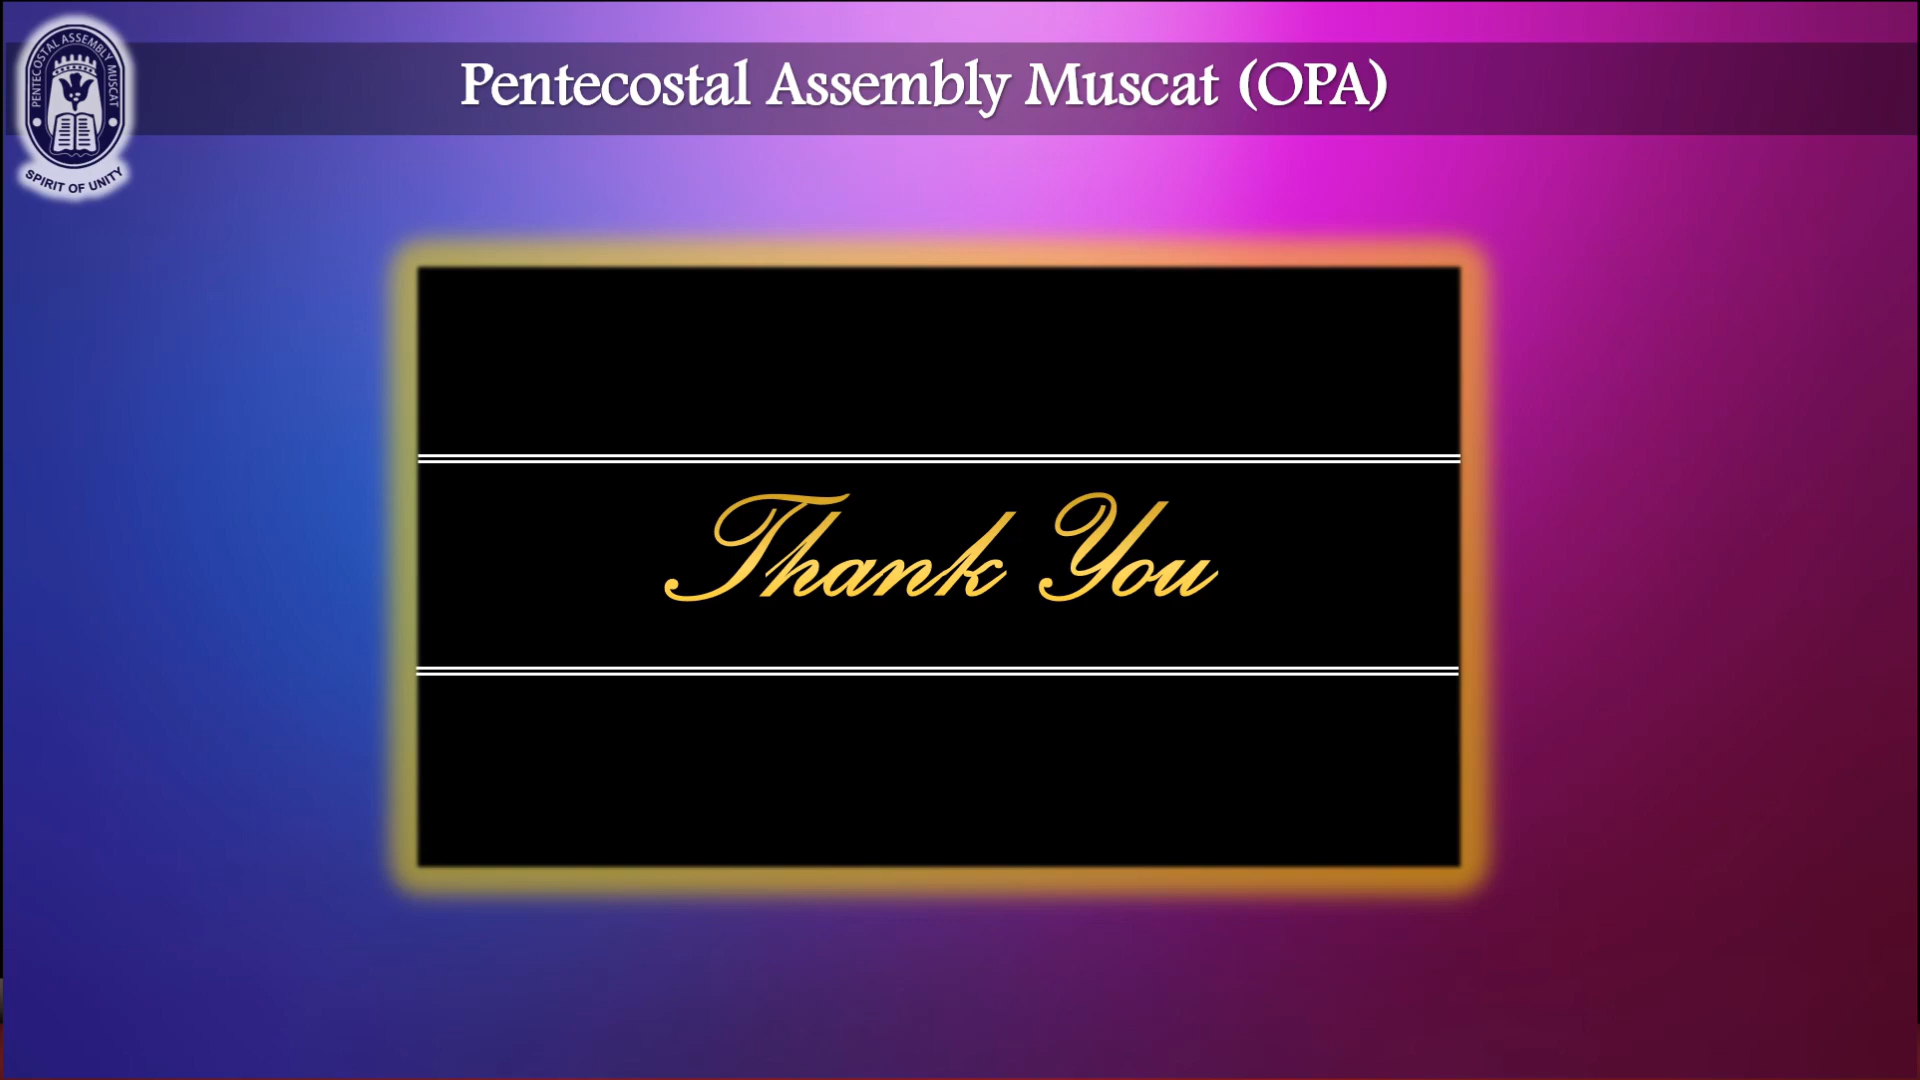 PENTECOSTAL ASSEMBLY MUSCAT
SPIRIT OF UNITY
Pentecostal Assembly Muscat (OPA)
Thank You